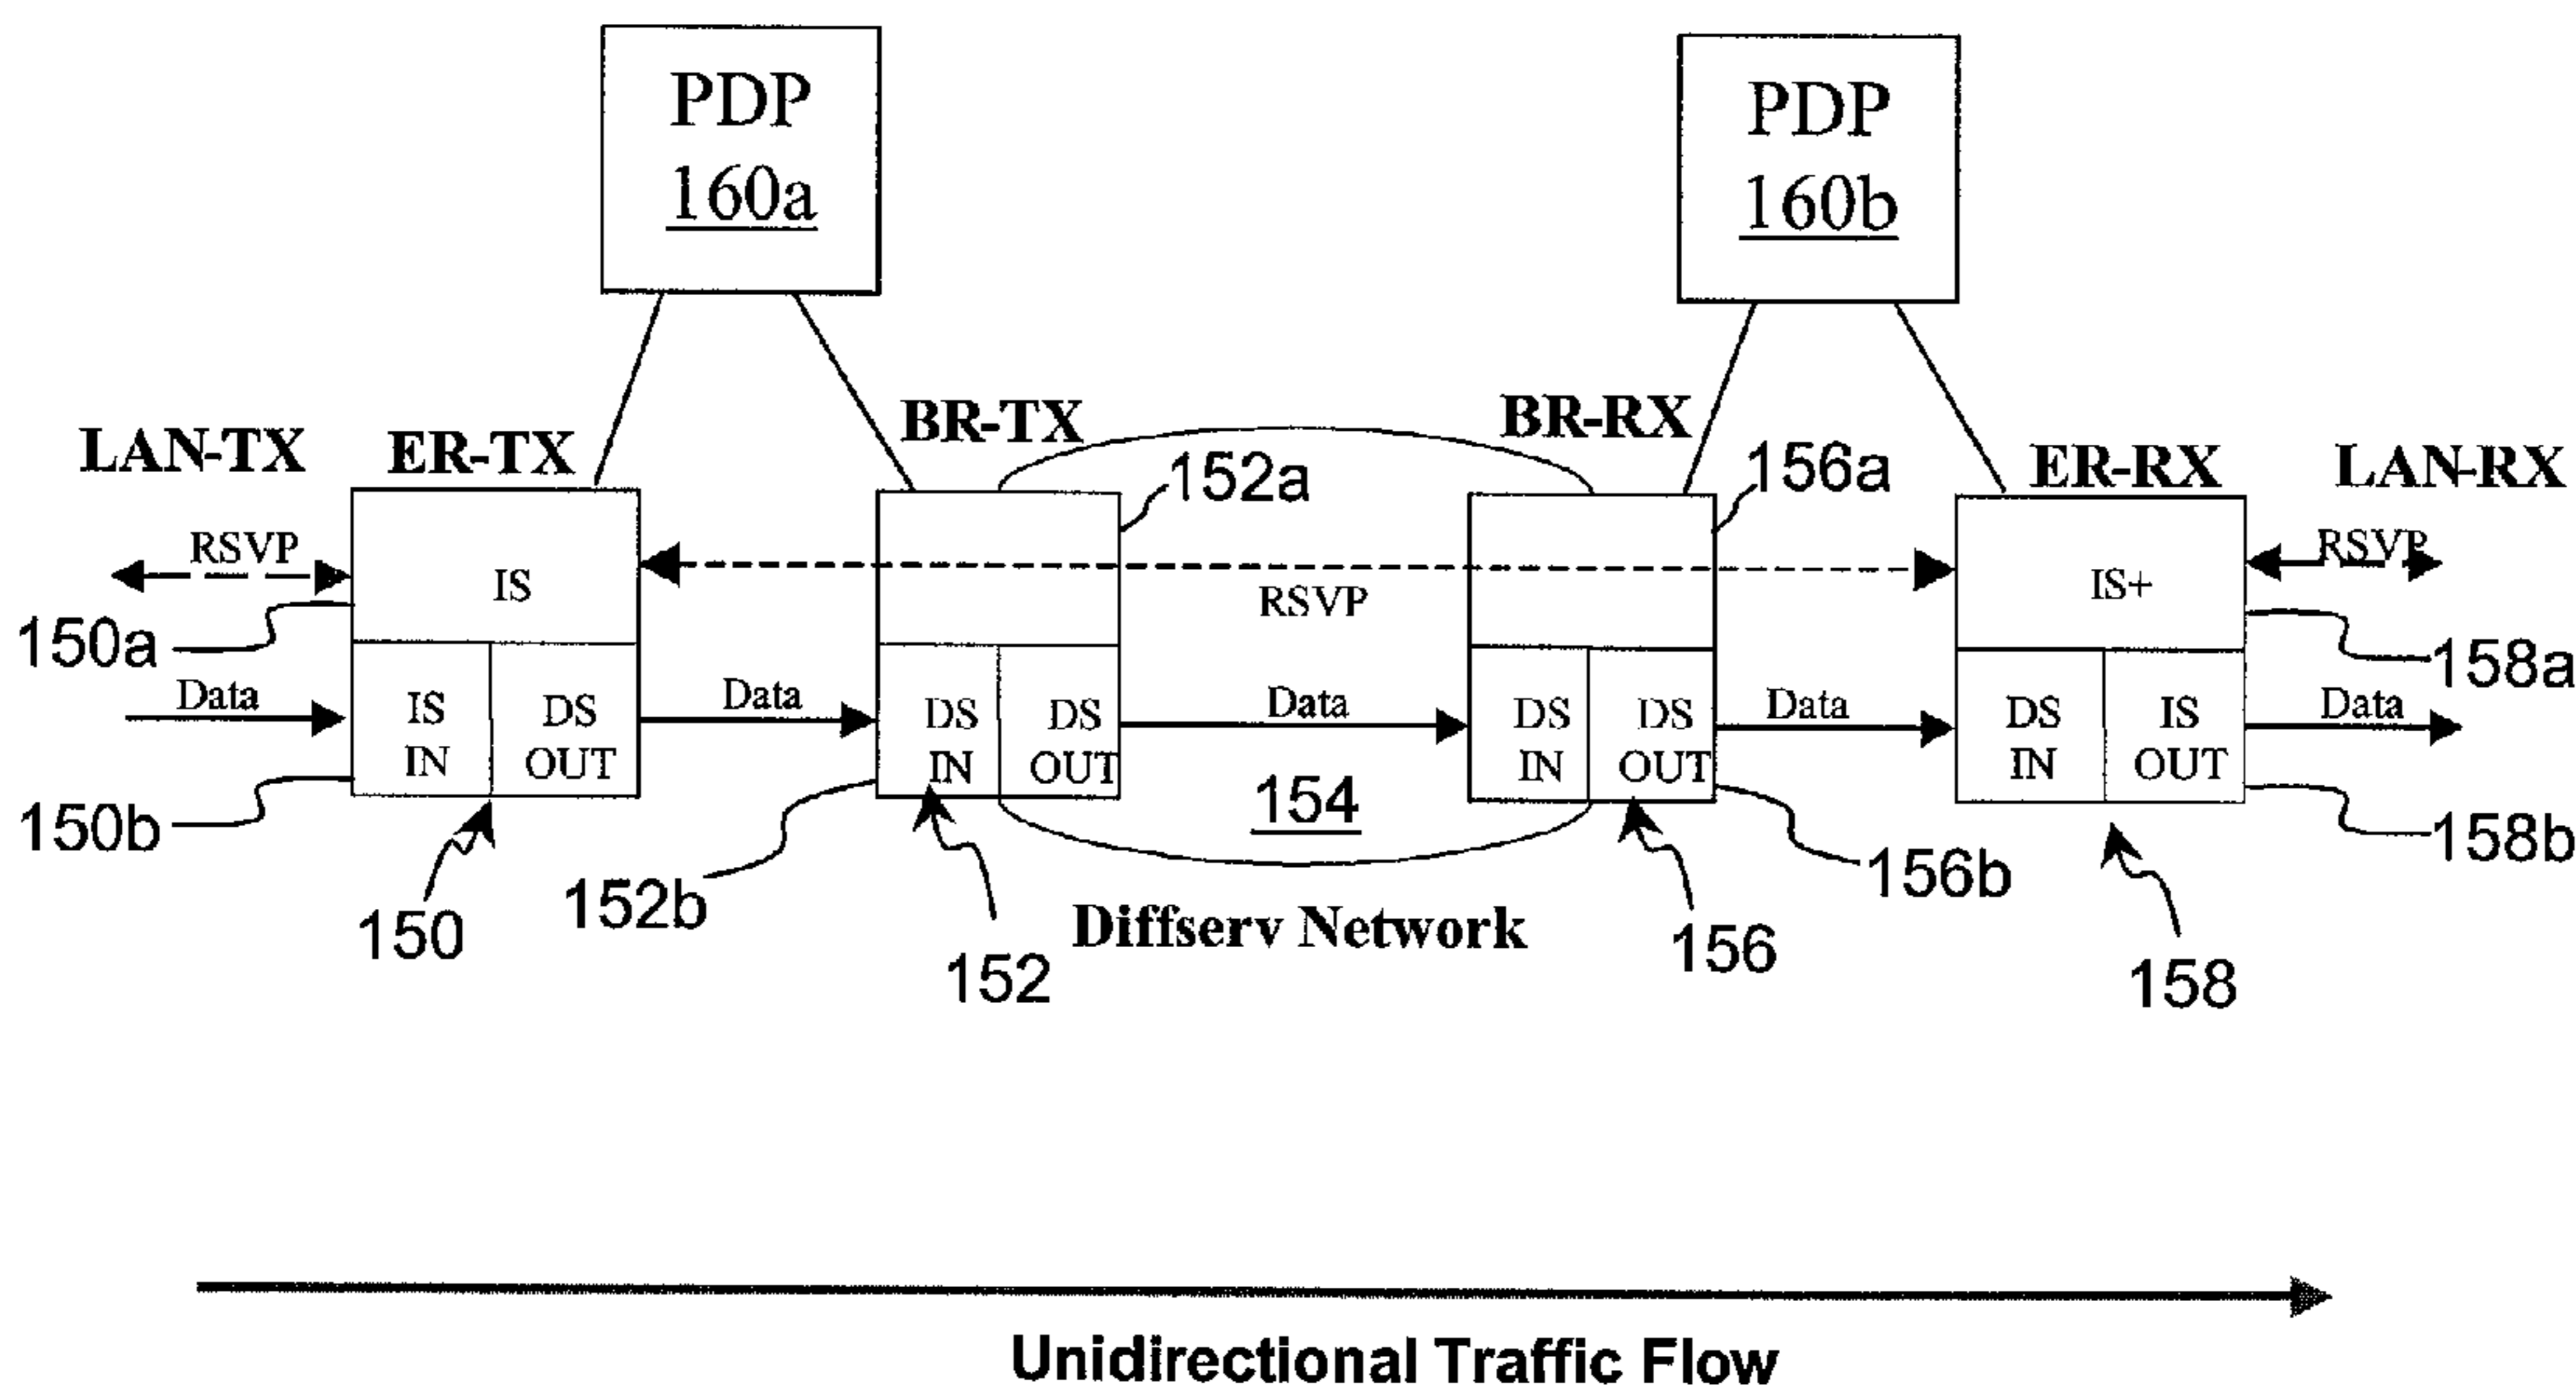 PDP
160a
PDP
160b
LAN-TX
ER-TX
BR-TX
BR-RX
ER-RX
LAN-RX
152a
156a
RSVP
IS
RSVP
IS+
RSVP
150a
158a
Data
IS
IN
DS
OUT
Data
DS
IN
DS
OUT
Data
DS
IN
DS
OUT
Data
DS
IN
IS
OUT
Data
150b
154
158b
152b
156b
150
Diffserv Network
156
152
158
Unidirectional Traffic Flow